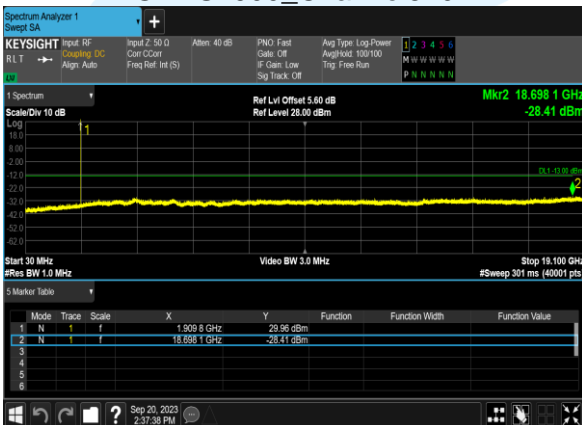 Spectrum Analyzer 1
Swept SA
+
KEYSIGHT Input: RF Input Z: 50 Ω Atten: 40 dB PNO: Fast Avg Type: Log-Power 1 2 3 4 5 6
RLT Coupling: DC Corr CCorr Gate: Off Avg|Hold: 100/100 M W W W W W
Align: Auto Freq Ref: Int (S) IF Gain: Low Trig: Free Run
Sig Track: Off P N N N N N
LW
1 Spectrum Ref Lvl Offset 5.60 dB Mkr2 18.698 1 GHz
Scale/Div 10 dB Ref Level 28.00 dBm -28.41 dBm
Log
1
18.0
8.00
-2.00
-12.0 DL1 -13.00 dBm
2
-22.0
-32.0
-42.0
-52.0
-62.0
Start 30 MHz Video BW 3.0 MHz Stop 19.100 GHz
#Res BW 1.0 MHz #Sweep 301 ms (40001 pts
5 Marker Table
Mode Trace Scale X Y Function Function Width Function Value
1 N 1 f 1.909 8 GHz 29.96 dBm
2 N 1 f 18.698 1 GHz -28.41 dBm
3
4
5
6
? Sep 20, 2023
2:37:38 PM